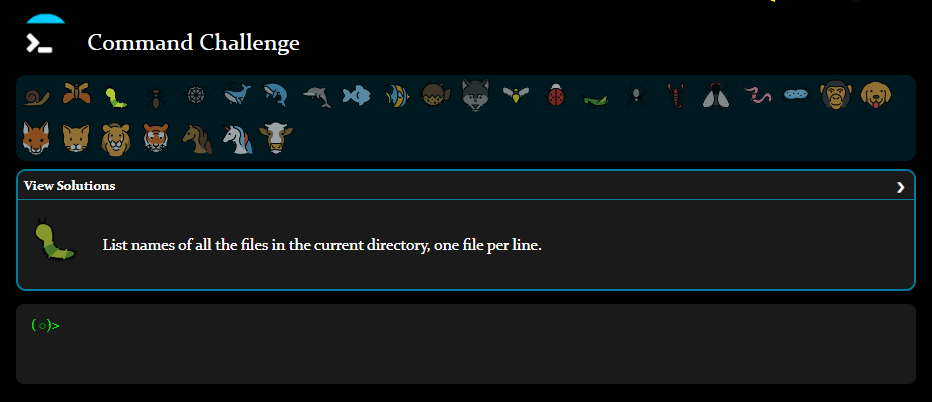 Command Challenge
View Solutions
List names of all the files in the current directory, one file per line.
(○)>